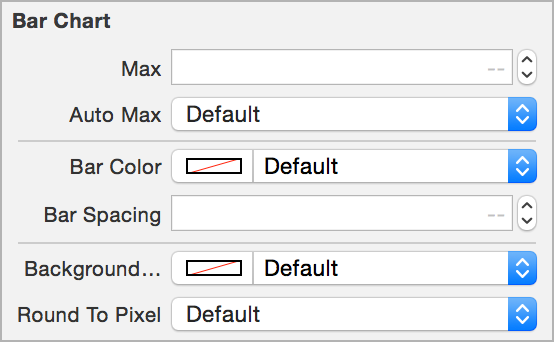 Bar Chart
Max --
Auto Max Default
Bar Color Default
Bar Spacing --
Background... Default
Round To Pixel Default